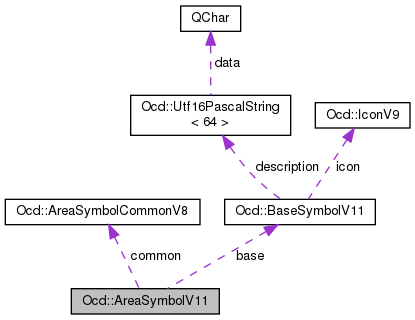 QChar
data
Ocd::Utf16PascalString
< 64 >
Ocd::IconV9
description
icon
Ocd::AreaSymbolCommonV8
Ocd::BaseSymbolV11
common
base
Ocd::AreaSymbolV11